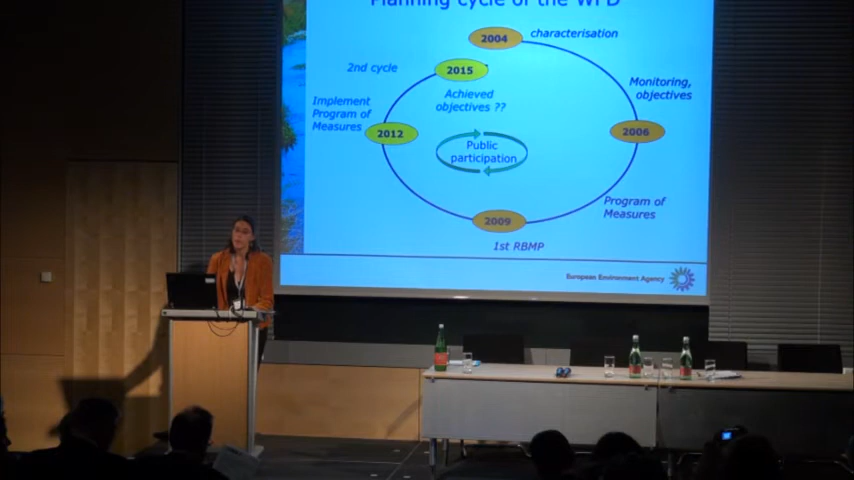 Planning cycle of the WFD
2004
characterisation
2nd cycle
2015
Monitoring,
objectives
Achieved
objectives ??
Implement
Program of
Measures
2012
2006
Public
participation
Program of
Measures
2009
1st RBMP
European Environment Agency